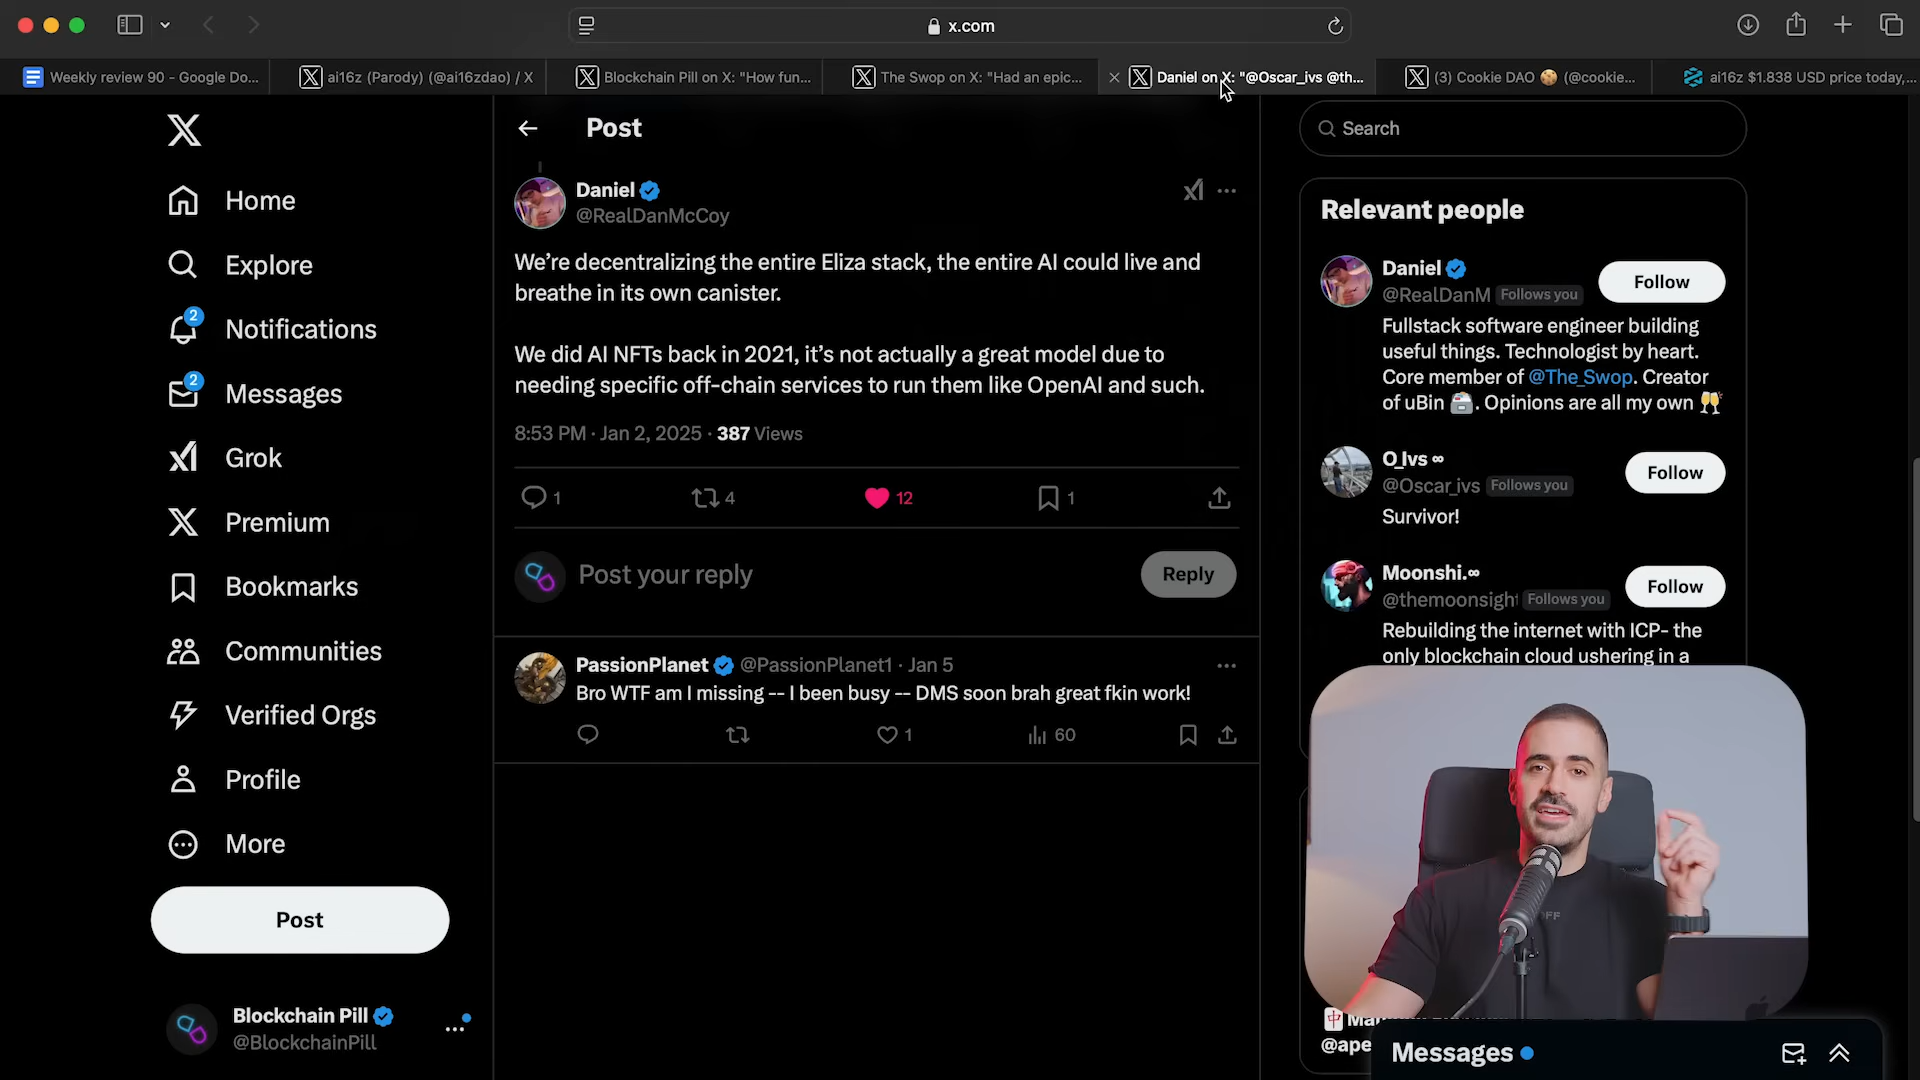 x.com
Weekly review 90 - Google Do...
ai16z (Parody) (@ai16zdao) / X
Blockchain Pill on X: "How fun...
The Swop on X: "Had an epic...
Daniel on X: "@Oscar_ivs @th...
(3) Cookie DAO 🍪 (@cookie...
ai16z $1.838 USD price today,...
Home
Explore
2
Notifications
2
Messages
Grok
Premium
Bookmarks
Communities
Verified Orgs
Profile
More
Post
Blockchain Pill
@BlockchainPill
Post
Daniel
@RealDanMcCoy
We're decentralizing the entire Eliza stack, the entire AI could live and
breathe in its own canister.
We did AI NFTs back in 2021, it's not actually a great model due to
needing specific off-chain services to run them like OpenAI and such.
8:53 PM · Jan 2, 2025 · 387 Views
1 4 12 1
Post your reply
Reply
PassionPlanet @PassionPlanet1 · Jan 5
Bro WTF am I missing -- I been busy -- DMS soon brah great fkin work!
1 60
Search
Relevant people
Daniel
@RealDanM Follows you
Follow
Fullstack software engineer building
useful things. Technologist by heart.
Core member of @The_Swop. Creator
of uBin 🗃️. Opinions are all my own 🥂
O_Ivs ∞
@Oscar_ivs Follows you
Follow
Survivor!
Moonshi.∞
@themoonsight Follows you
Follow
Rebuilding the internet with ICP- the
only blockchain cloud ushering in a
OFF
@ape
Messages